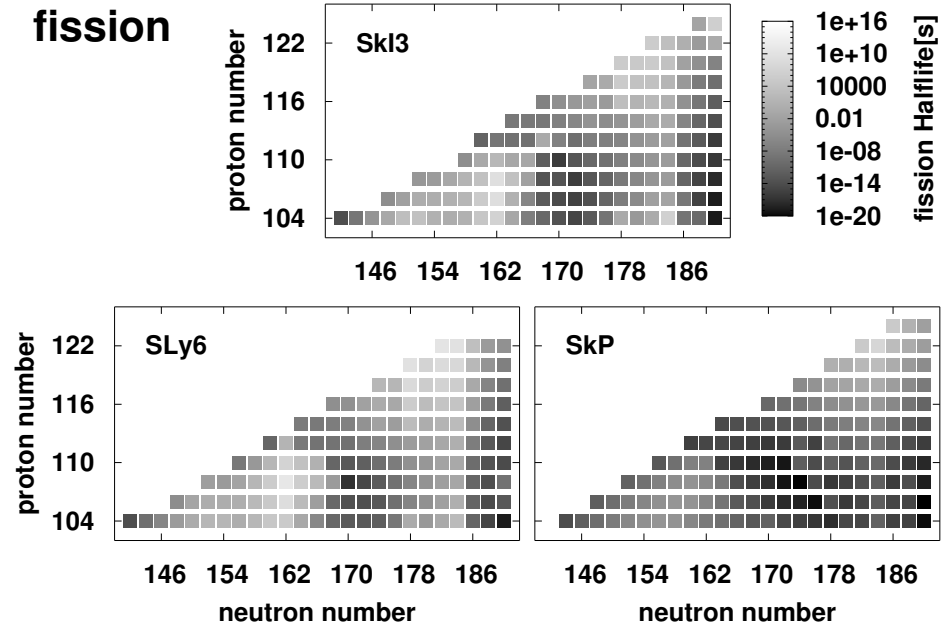 fission
SkI3
proton number
122
116
110
104
146 154 162 170 178 186
1e+16
1e+10
10000
0.01
1e-08
1e-14
1e-20
fission Halflife[s]
SLy6
proton number
122
116
110
104
146 154 162 170 178 186
neutron number
SkP
146 154 162 170 178 186
neutron number